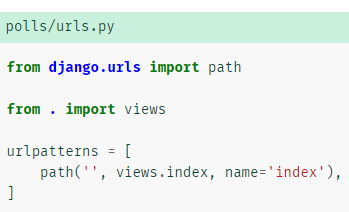 polls/urls.py
from django.urls import path
from . import views
urlpatterns = [
    path('', views.index, name='index'),
]